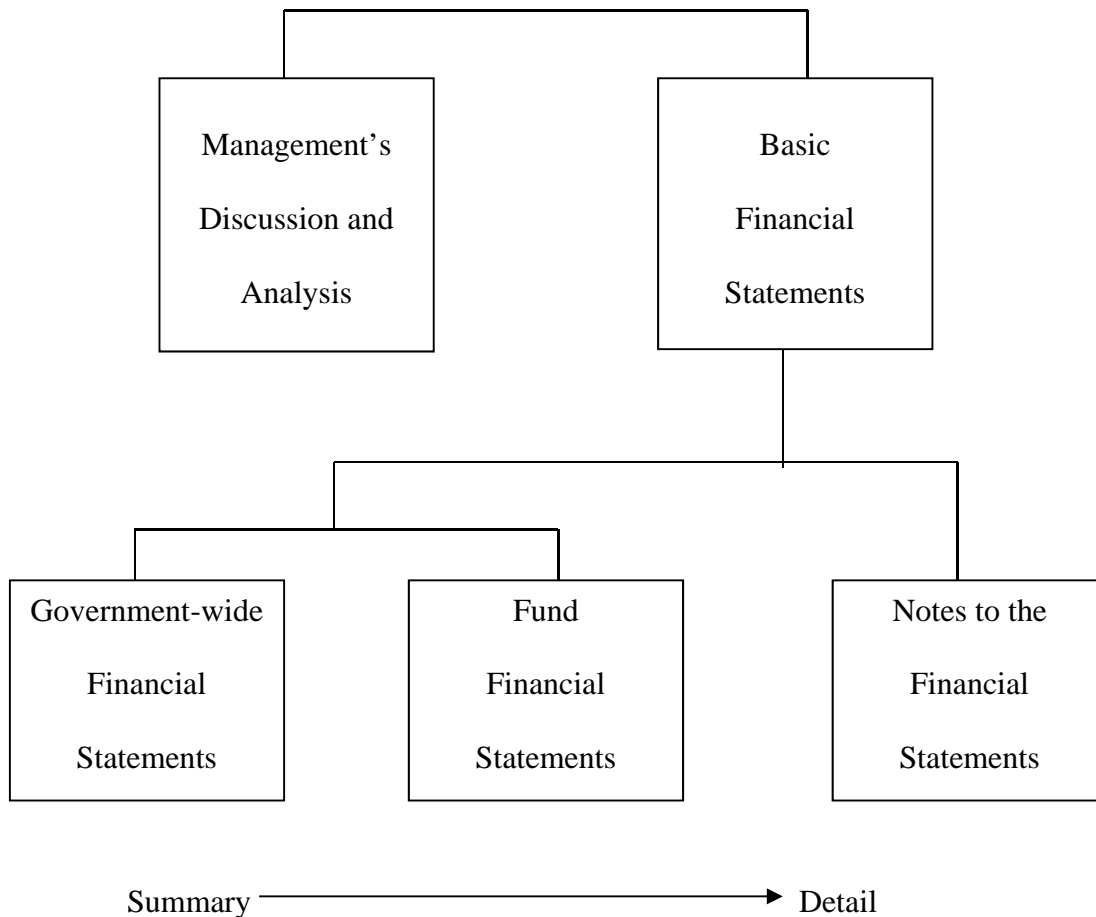 Management’s
Discussion and
Analysis
Basic
Financial
Statements
Government-wide
Financial
Statements
Fund
Financial
Statements
Notes to the
Financial
Statements
Summary
Detail